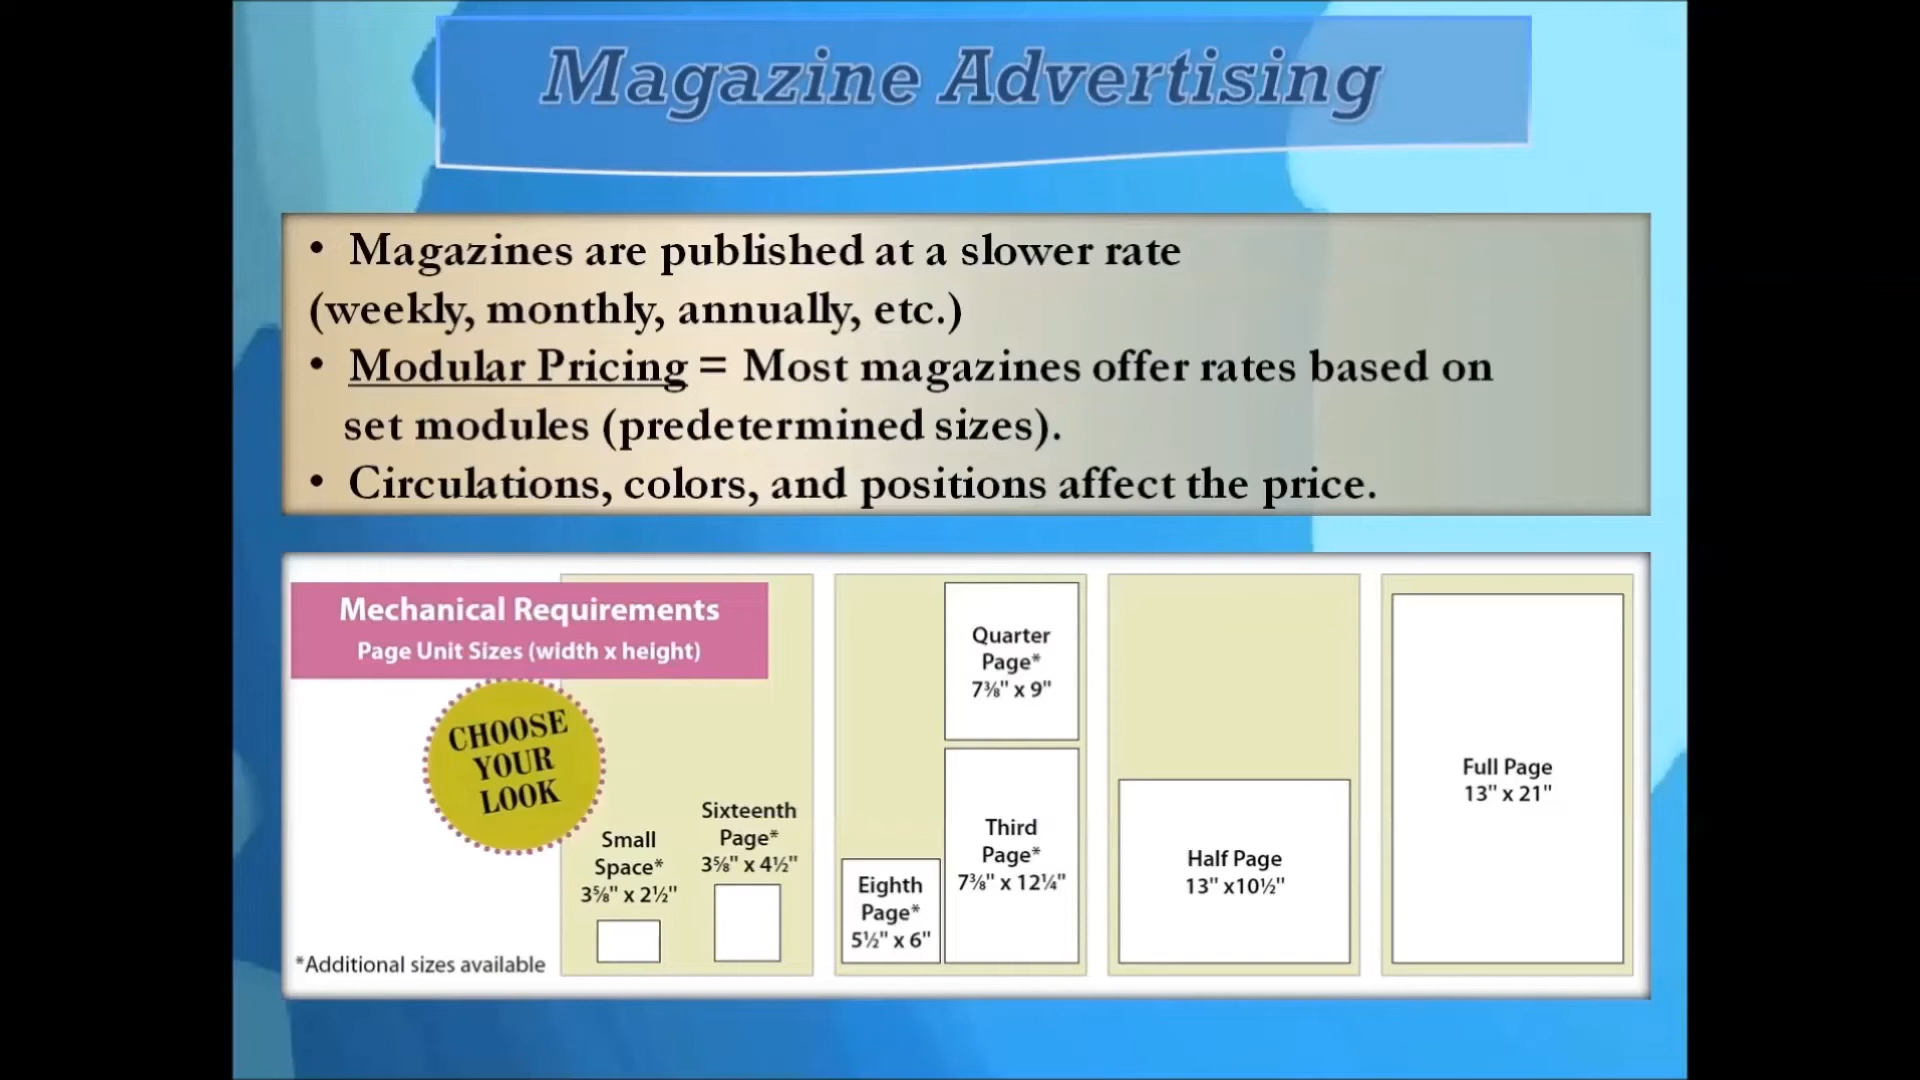 Magazine Advertising
• Magazines are published at a slower rate
(weekly, monthly, annually, etc.)
• Modular Pricing = Most magazines offer rates based on
set modules (predetermined sizes).
• Circulations, colors, and positions affect the price.
Mechanical Requirements
Page Unit Sizes (width x height)
CHOOSE
YOUR
LOOK
*Additional sizes available
Small
Space*
3⅝" x 2½"
Sixteenth
Page*
3⅝" x 4½"
Eighth
Page*
5½" x 6"
Quarter
Page*
7⅜" x 9"
Third
Page*
7⅜" x 12¼"
Half Page
13" x10½"
Full Page
13" x 21"